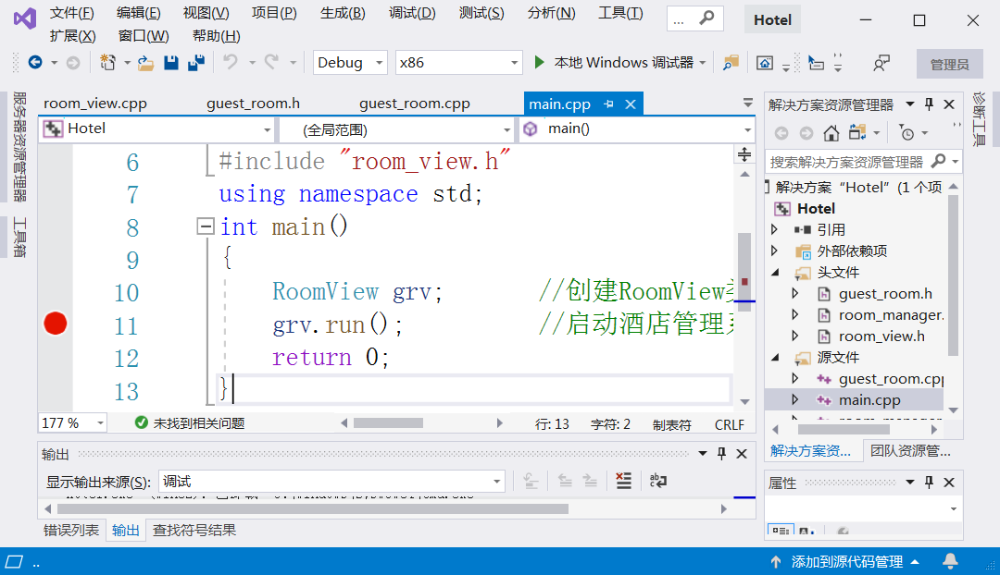 文件(F) 编辑(E) 视图(V) 项目(P) 生成(B) 调试(D) 测试(S) 分析(N) 工具(T) ... Hotel
扩展(X) 窗口(W) 帮助(H)
Debug x86 本地 Windows 调试器 管理员
服务器资源管理器
工具箱
room_view.cpp guest_room.h guest_room.cpp main.cpp
Hotel (全局范围) main()
6 #include "room_view.h"
7 using namespace std;
8 int main()
9 {
10 RoomView grv; //创建RoomView类
11 grv.run(); //启动酒店管理系
12 return 0;
13 }
177 % 未找到相关问题 行: 13 字符: 2 制表符 CRLF
输出
显示输出来源(S): 调试
错误列表 输出 查找符号结果
解决方案资源管理器
搜索解决方案资源管理器
解决方案 "Hotel" (1 个项
Hotel
引用
外部依赖项
头文件
guest_room.h
room_manager.
room_view.h
源文件
guest_room.cpp
main.cpp
解决方案资... 团队资源管...
属性
诊断工具
.. 添加到源代码管理